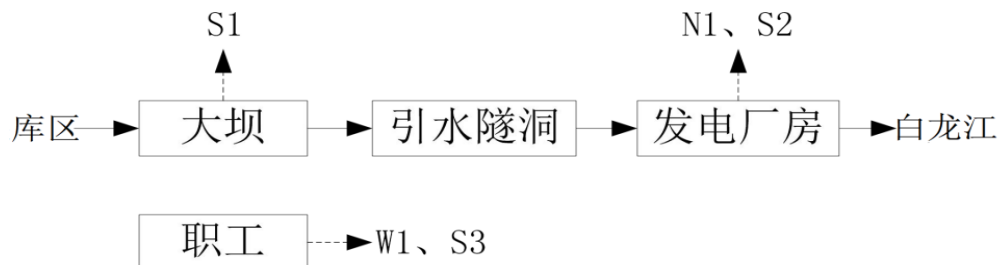 S1
N1、S2
库区
大坝
引水隧洞
发电厂房
白龙江
职工
W1、S3